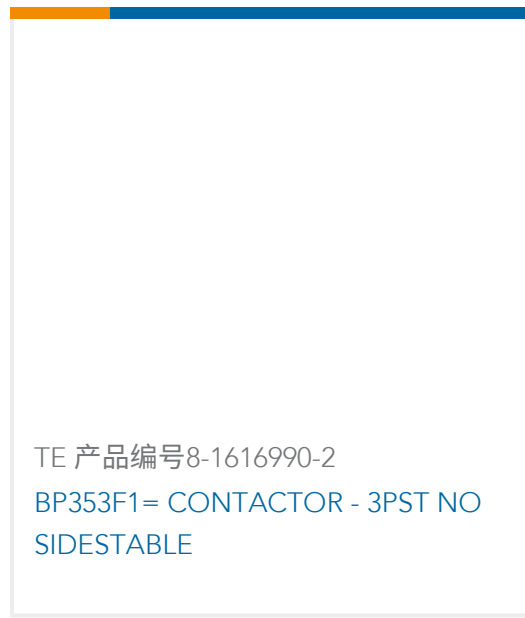 TE 产品编号8-1616990-2
BP353F1= CONTACTOR - 3PST NO
SIDESTABLE